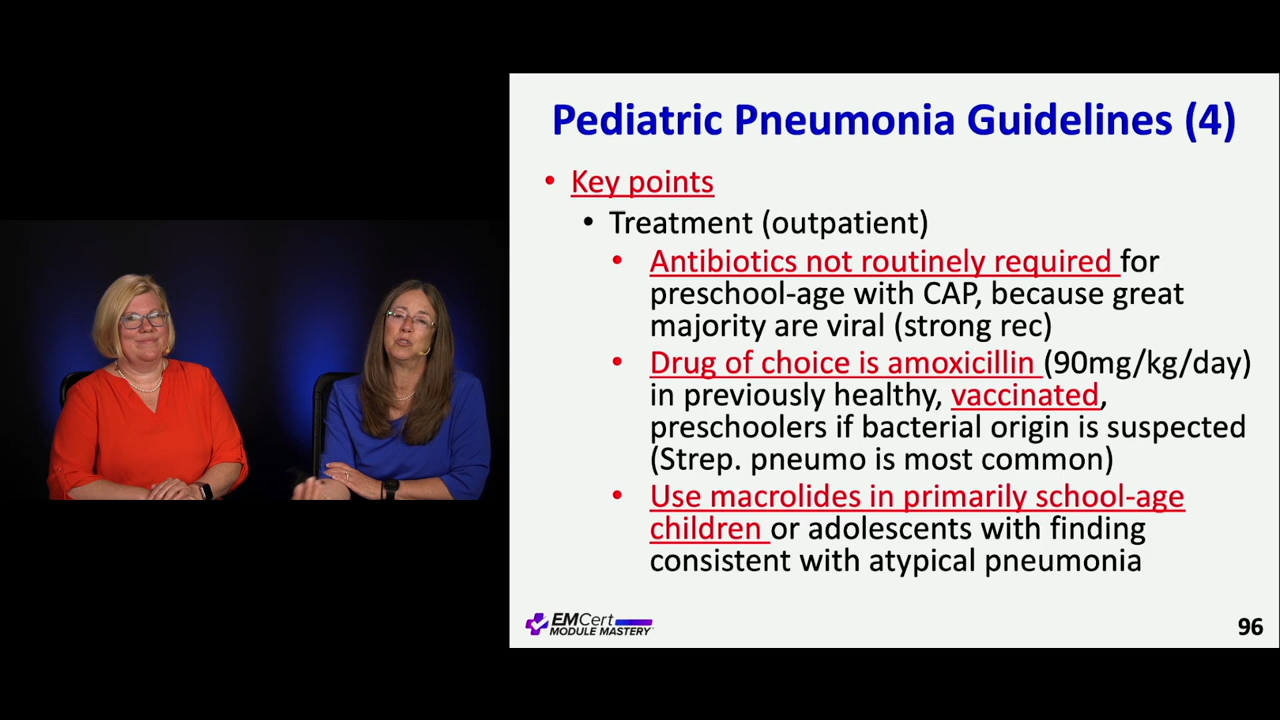 Pediatric Pneumonia Guidelines (4)
• Key points
• Treatment (outpatient)
• Antibiotics not routinely required for
preschool-age with CAP, because great
majority are viral (strong rec)
• Drug of choice is amoxicillin (90mg/kg/day)
in previously healthy, vaccinated,
preschoolers if bacterial origin is suspected
(Strep. pneumo is most common)
• Use macrolides in primarily school-age
children or adolescents with finding
consistent with atypical pneumonia
EMCert
MODULE MASTERY
96